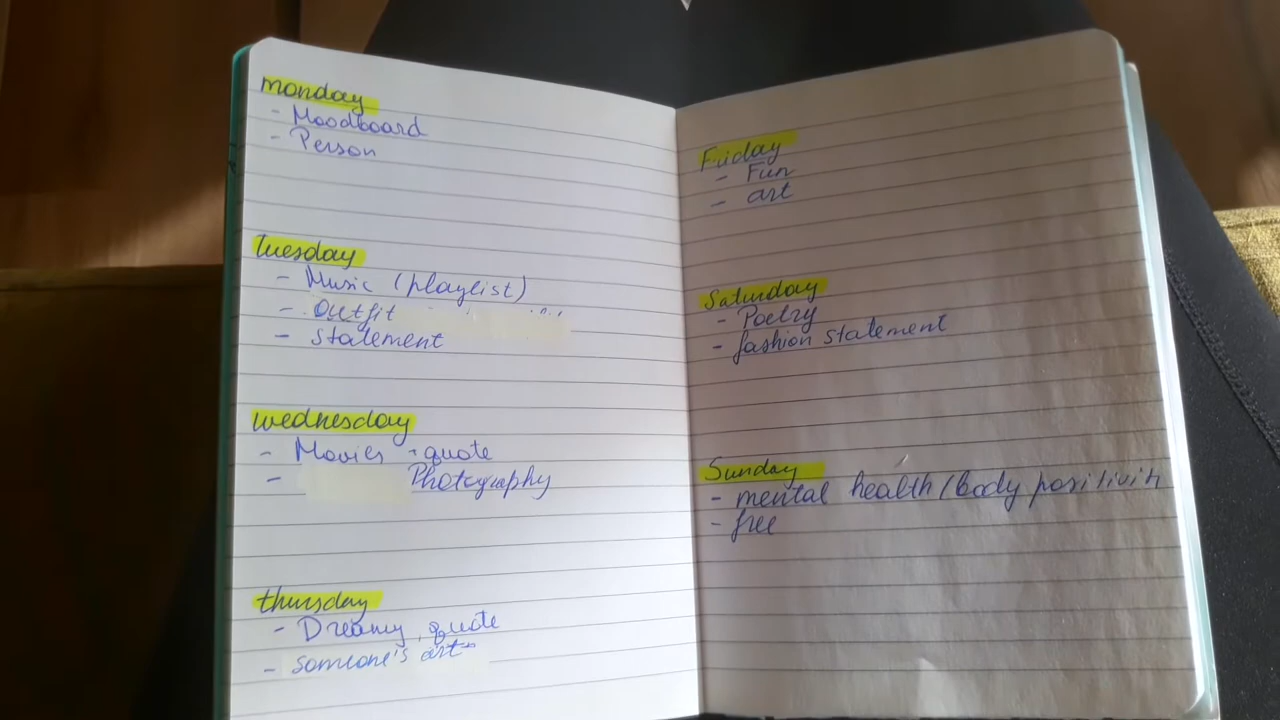 monday
- Moodboard
- Person
tuesday
- Music (playlist)
- Outfit
- statement
wednesday
- Movies - quote
- Photography
thursday
- Dreamy, quote
- someone's art
Friday
- Fun
- art
Saturday
- Poetry
- fashion statement
Sunday
- mental health/body positivity
- free